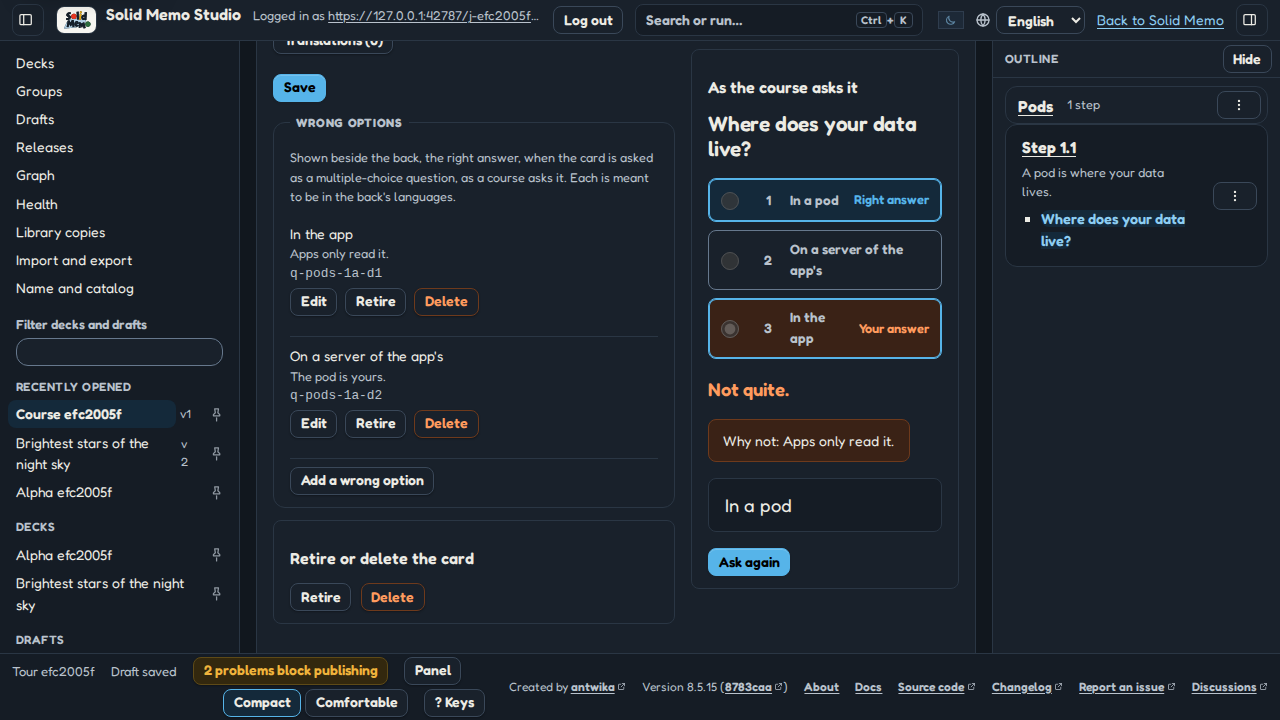 Solid Memo Studio
Logged in as https://127.0.0.1:42787/j-efc2005f…
Log out
Search or run...
Ctrl+K
English
Back to Solid Memo
Decks
Groups
Drafts
Releases
Graph
Health
Library copies
Import and export
Name and catalog
Filter decks and drafts
RECENTLY OPENED
Course efc2005f
v1
Brightest stars of the
night sky
v
2
Alpha efc2005f
DECKS
Alpha efc2005f
Brightest stars of the night
sky
DRAFTS
Translations (0)
Save
WRONG OPTIONS
Shown beside the back, the right answer, when the card is asked
as a multiple-choice question, as a course asks it. Each is meant
to be in the back's languages.
In the app
Apps only read it.
q-pods-1a-d1
Edit
Retire
Delete
On a server of the app's
The pod is yours.
q-pods-1a-d2
Edit
Retire
Delete
Add a wrong option
Retire or delete the card
Retire
Delete
As the course asks it
Where does your data
live?
1 In a pod Right answer
2 On a server of the
app's
3 In the
app
Your answer
Not quite.
Why not: Apps only read it.
In a pod
Ask again
OUTLINE
Hide
Pods
1 step
Step 1.1
A pod is where your data
lives.
Where does your data
live?
Tour efc2005f
Draft saved
2 problems block publishing
Panel
Compact
Comfortable
? Keys
Created by antwika
Version 8.5.15 (8783caa)
About
Docs
Source code
Changelog
Report an issue
Discussions